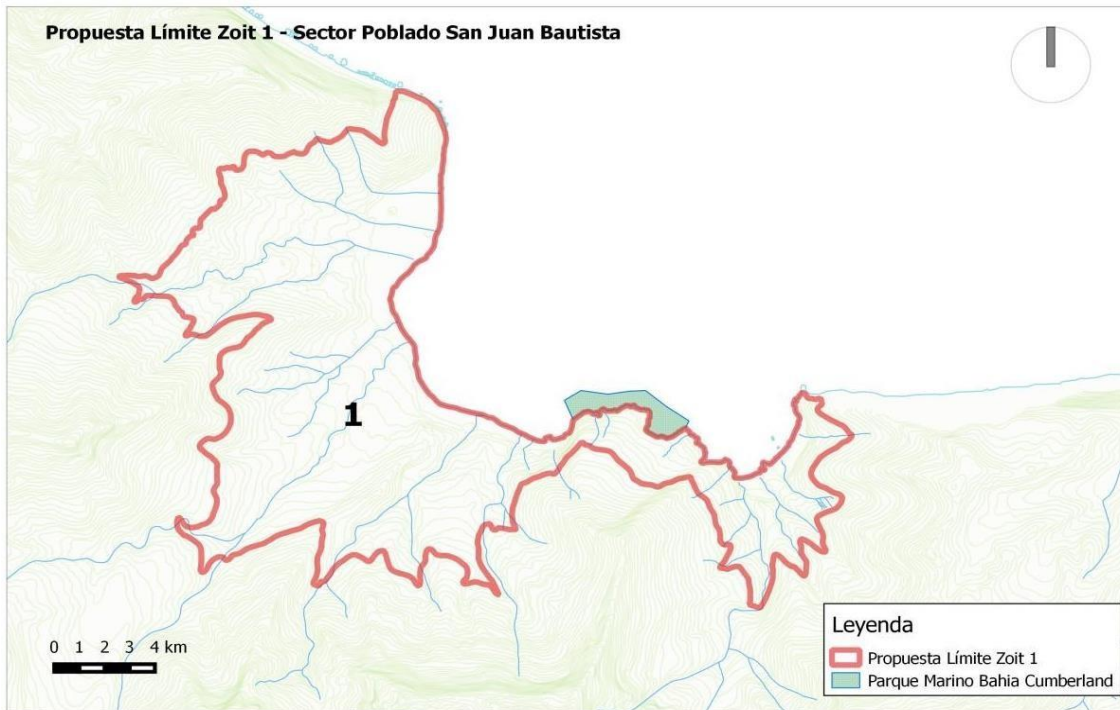 Propuesta Límite Zoit 1 - Sector Poblado San Juan Bautista
1
0 1 2 3 4 km
Leyenda
Propuesta Límite Zoit 1
Parque Marino Bahia Cumberland